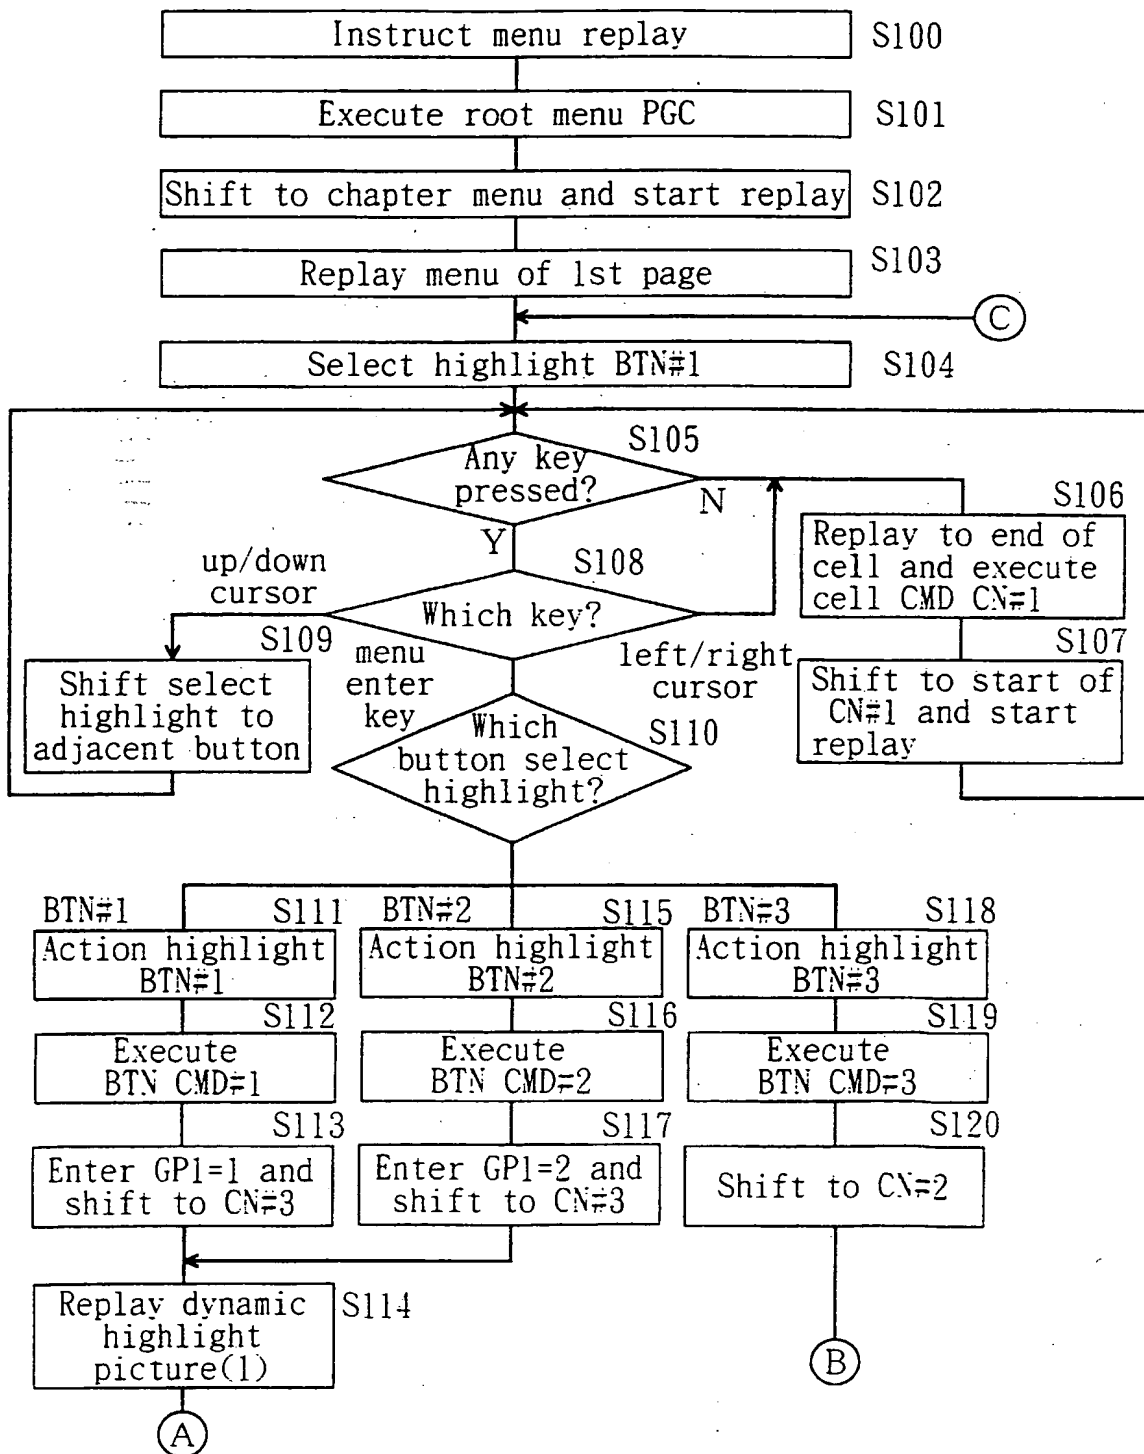 Instruct menu replay
S100
Execute root menu PGC
S101
Shift to chapter menu and start replay
S102
Replay menu of 1st page
S103
C
Select highlight BTN#1
S104
Any key
pressed?
S105
N
Y
Replay to end of
cell and execute
cell CMD CN#1
S106
up/down
cursor
Which key?
S108
S109
menu
enter
key
left/right
cursor
Shift to start of
CN#1 and start
replay
S107
Shift select
highlight to
adjacent button
Which
button select
highlight?
S110
BTN#1
S111
BTN#2
S115
BTN#3
S118
Action highlight
BTN#1
Action highlight
BTN#2
Action highlight
BTN#3
S112
S116
S119
Execute
BTN CMD#1
Execute
BTN CMD#2
Execute
BTN CMD#3
S113
S117
S120
Enter GP1=1 and
shift to CN#3
Enter GP1=2 and
shift to CN#3
Shift to CN#2
Replay dynamic
highlight
picture(1)
S114
B
A